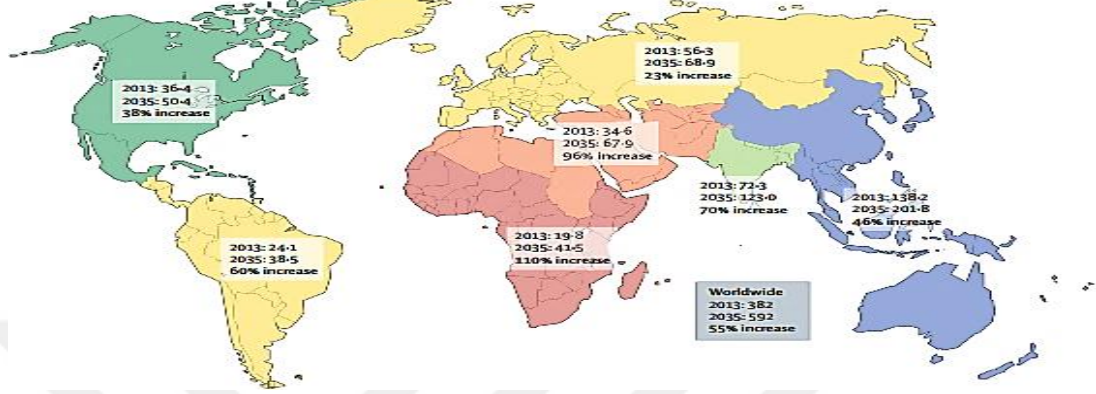 2013: 56·3
2035: 68·9
23% increase
2013: 36·4
2035: 50·4
38% increase
2013: 34·6
2035: 67·9
96% increase
2013: 72·3
2035: 123·0
70% increase
2013: 138·2
2035: 201·8
46% increase
2013: 24·1
2035: 38·5
60% increase
2013: 19·8
2035: 41·5
110% increase
Worldwide
2013: 382
2035: 592
55% increase